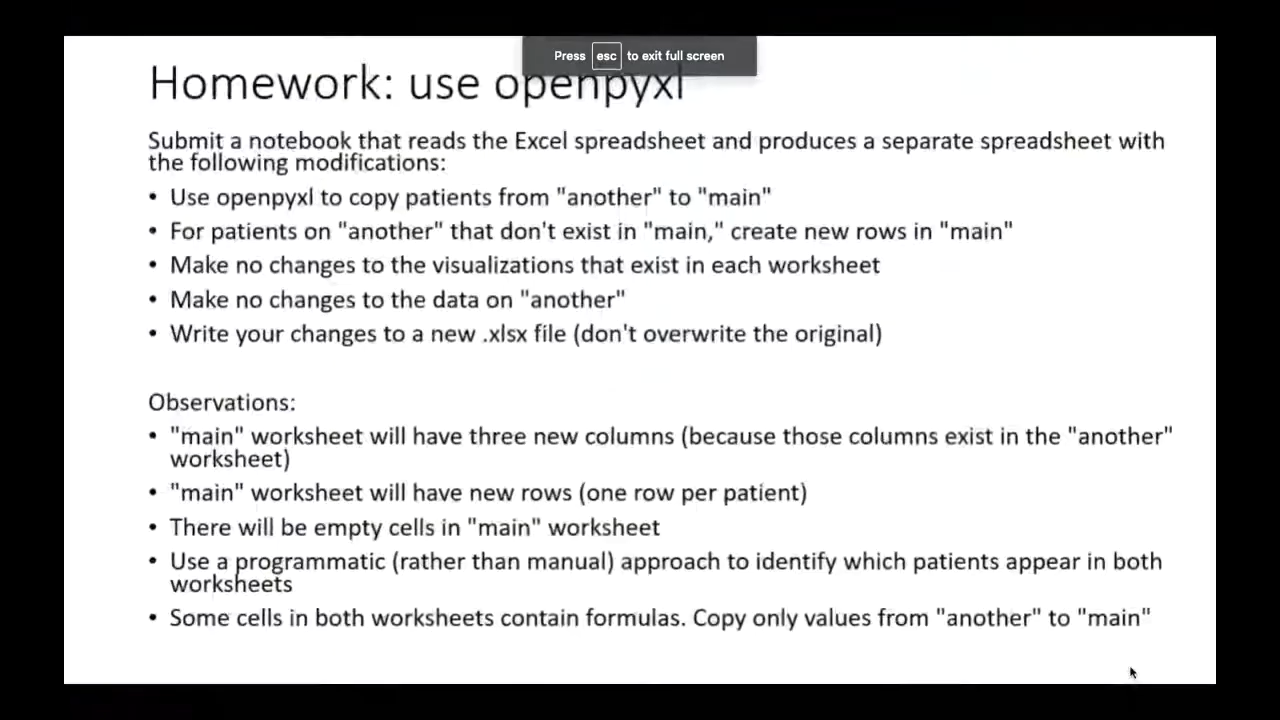 Press esc to exit full screen
Homework: use openpyxl
Submit a notebook that reads the Excel spreadsheet and produces a separate spreadsheet with
the following modifications:
• Use openpyxl to copy patients from "another" to "main"
• For patients on "another" that don't exist in "main," create new rows in "main"
• Make no changes to the visualizations that exist in each worksheet
• Make no changes to the data on "another"
• Write your changes to a new .xlsx file (don't overwrite the original)
Observations:
• "main" worksheet will have three new columns (because those columns exist in the "another"
worksheet)
• "main" worksheet will have new rows (one row per patient)
• There will be empty cells in "main" worksheet
• Use a programmatic (rather than manual) approach to identify which patients appear in both
worksheets
• Some cells in both worksheets contain formulas. Copy only values from "another" to "main"